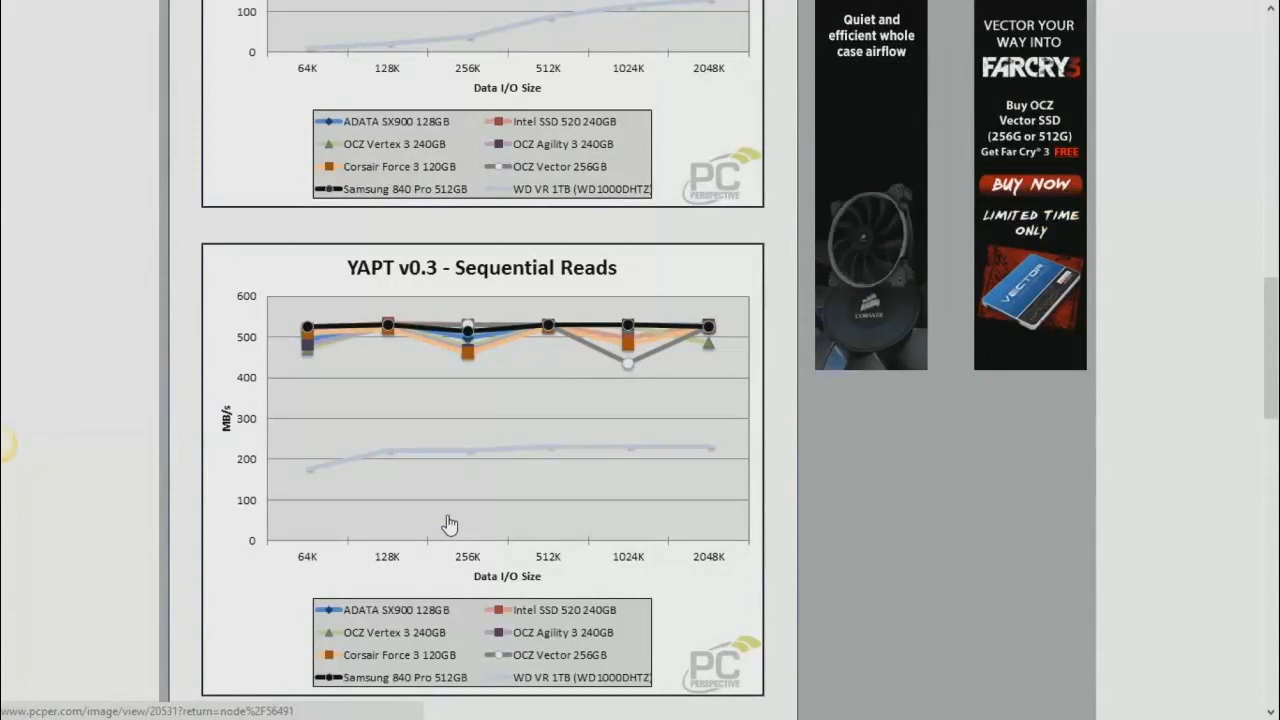 100
0
64K 128K 256K 512K 1024K 2048K
Data I/O Size
ADATA SX900 128GB Intel SSD 520 240GB
OCZ Vertex 3 240GB OCZ Agility 3 240GB
Corsair Force 3 120GB OCZ Vector 256GB
Samsung 840 Pro 512GB WD VR 1TB (WD1000DHTZ)
PC
PERSPECTIVE
YAPT v0.3 - Sequential Reads
600
500
400
300
200
100
0
MB/s
64K 128K 256K 512K 1024K 2048K
Data I/O Size
ADATA SX900 128GB Intel SSD 520 240GB
OCZ Vertex 3 240GB OCZ Agility 3 240GB
Corsair Force 3 120GB OCZ Vector 256GB
Samsung 840 Pro 512GB WD VR 1TB (WD1000DHTZ)
PC
PERSPECTIVE
Quiet and
efficient whole
case airflow
CORSAIR
VECTOR YOUR
WAY INTO
FARCRY3
Buy OCZ
Vector SSD
(256G or 512G)
Get Far Cry® 3 FREE
BUY NOW
LIMITED TIME
ONLY
VECTOR
www.pcper.com/image/view/20531?return=node%2F56491